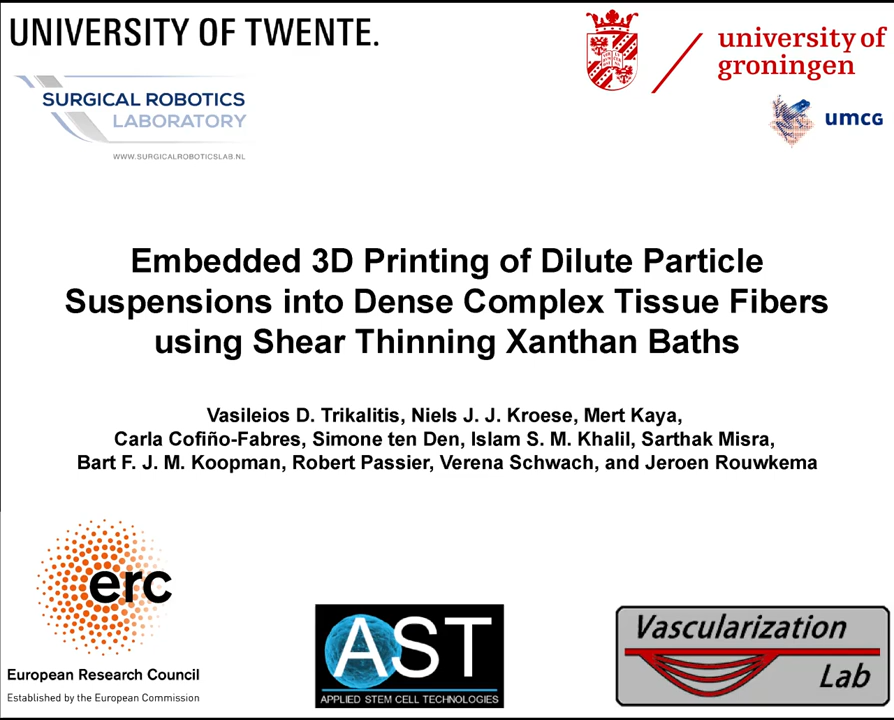 UNIVERSITY OF TWENTE.
university of
groningen
SURGICAL ROBOTICS
LABORATORY
WWW.SURGICALROBOTICSLAB.NL
umcg
Embedded 3D Printing of Dilute Particle
Suspensions into Dense Complex Tissue Fibers
using Shear Thinning Xanthan Baths
Vasileios D. Trikalitis, Niels J. J. Kroese, Mert Kaya,
Carla Cofiño-Fabres, Simone ten Den, Islam S. M. Khalil, Sarthak Misra,
Bart F. J. M. Koopman, Robert Passier, Verena Schwach, and Jeroen Rouwkema
erc
European Research Council
Established by the European Commission
AST
APPLIED STEM CELL TECHNOLOGIES
Vascularization
Lab